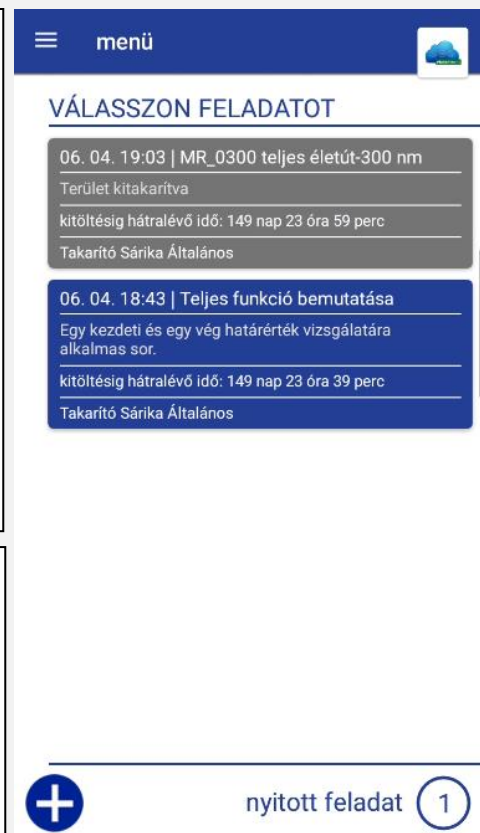 menü
VÁLASSZON FELADATOT
06. 04. 19:03 | MR_0300 teljes életút-300 nm
Terület kitakarítva
kitöltésig hátralévő idő: 149 nap 23 óra 59 perc
Takarító Sárika Általános
06. 04. 18:43 | Teljes funkció bemutatása
Egy kezdeti és egy vég határérték vizsgálatára
alkalmas sor.
kitöltésig hátralévő idő: 149 nap 23 óra 39 perc
Takarító Sárika Általános
nyitott feladat 1